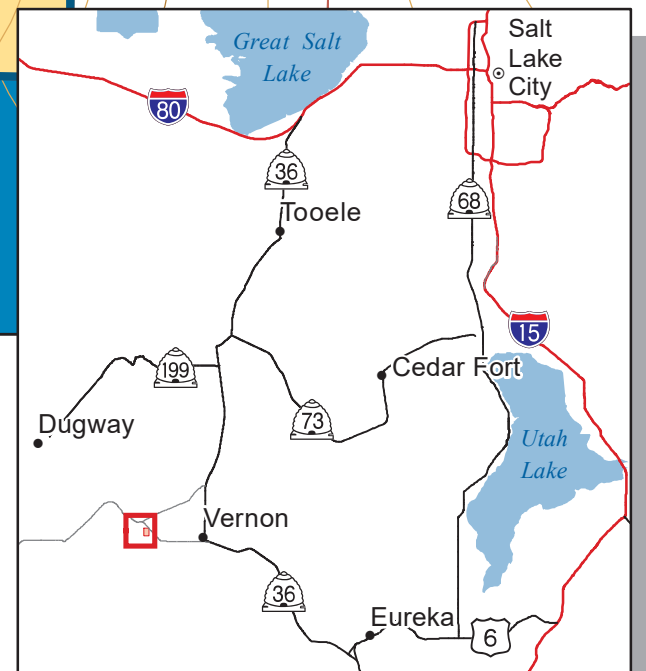 Great Salt
Lake
Salt
Lake
City
80
36
Tooele
68
15
199
Cedar Fort
73
Dugway
Utah
Lake
Vernon
36
Eureka
6